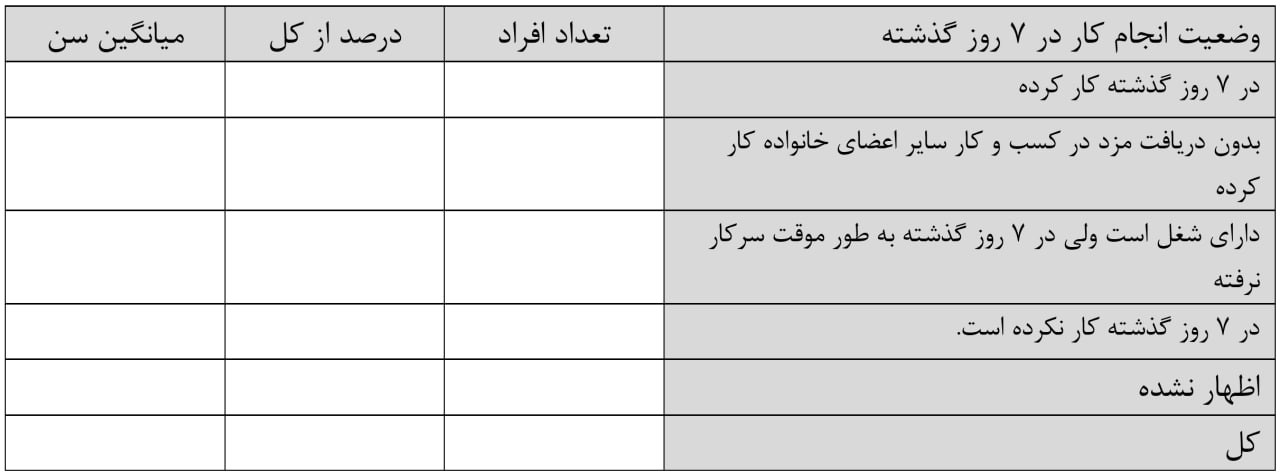 وضعیت انجام کار در ۷ روز گذشته	تعداد افراد	درصد از کل	میانگین سن
در ۷ روز گذشته کار کرده
بدون دریافت مزد در کسب و کار سایر اعضای خانواده کار
کرده
دارای شغل است ولی در ۷ روز گذشته به طور موقت سرکار
نرفته
در ۷ روز گذشته کار نکرده است.
اظهار نشده
کل